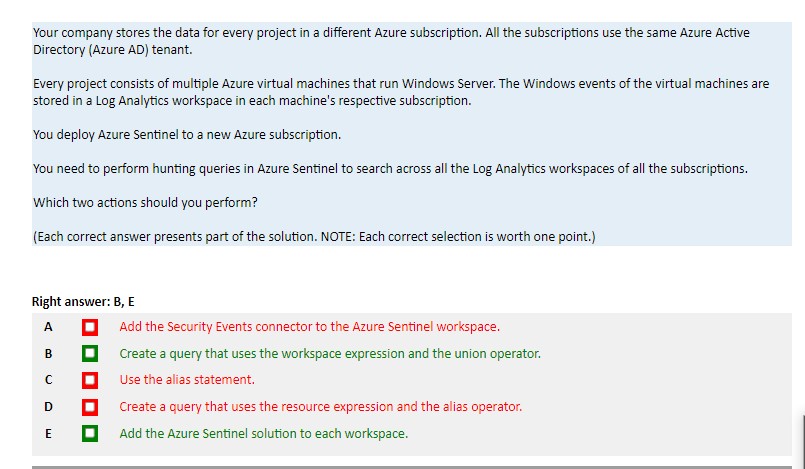 Your company stores the data for every project in a different Azure subscription. All the subscriptions use the same Azure Active
Directory (Azure AD) tenant.
Every project consists of multiple Azure virtual machines that run Windows Server. The Windows events of the virtual machines are
stored in a Log Analytics workspace in each machine's respective subscription.
You deploy Azure Sentinel to a new Azure subscription.
You need to perform hunting queries in Azure Sentinel to search across all the Log Analytics workspaces of all the subscriptions.
Which two actions should you perform?
(Each correct answer presents part of the solution. NOTE: Each correct selection is worth one point.)
Right answer: B, E
A Add the Security Events connector to the Azure Sentinel workspace.
B Create a query that uses the workspace expression and the union operator.
C Use the alias statement.
D Create a query that uses the resource expression and the alias operator.
E Add the Azure Sentinel solution to each workspace.